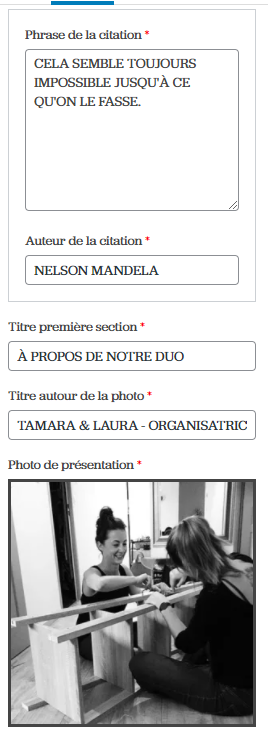 Phrase de la citation *
CELA SEMBLE TOUJOURS
IMPOSSIBLE JUSQU'À CE
QU'ON LE FASSE.
Auteur de la citation *
NELSON MANDELA
Titre première section *
À PROPOS DE NOTRE DUO
Titre autour de la photo *
TAMARA & LAURA - ORGANISATRIC
Photo de présentation *